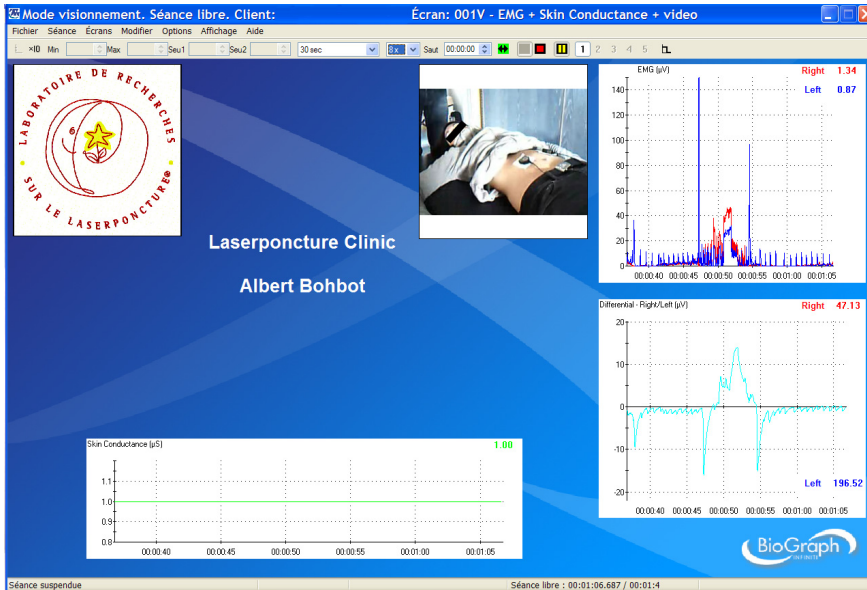 Mode visionnement. Séance libre. Client: Écran: 001V - EMG + Skin Conductance + video
Fichier Séance Écrans Modifier Options Affichage Aide
×10 Min Max Seu1 Seu2 30 sec 8x Saut 00:00:00 1 2 3 4 5
LABORATOIRE DE RECHERCHES
SUR LE LASERPONCTURE®
Laserponcture Clinic
Albert Bohbot
EMG (µV) Right 1.34
Left 0.87
140
120
100
80
60
40
20
0
00:00:40 00:00:45 00:00:50 00:00:55 00:01:00 00:01:05
Differential - Right/Left (µV) Right 47.13
20
10
0
-10
-20
Left 196.52
00:00:40 00:00:45 00:00:50 00:00:55 00:01:00 00:01:05
Skin Conductance (µS) 1.00
1.1
1.0
0.9
0.8
00:00:40 00:00:45 00:00:50 00:00:55 00:01:00 00:01:05
BioGraph
INFINITI
Séance suspendue Séance libre : 00:01:06.687 / 00:01:4